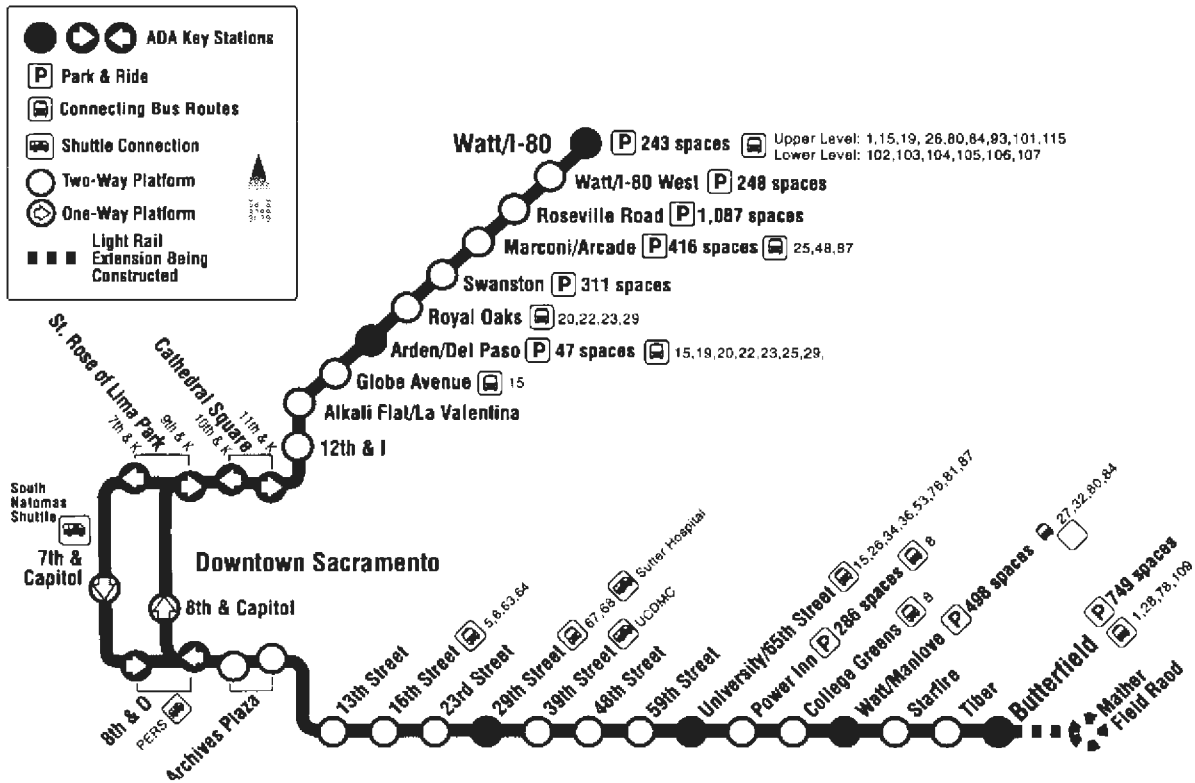 ADA Key Stations
P Park & Ride
Connecting Bus Routes
Shuttle Connection
Two-Way Platform
One-Way Platform
Light Rail
Extension Being
Constructed
Watt/I-80 P 243 spaces
Upper Level: 1,15,19, 26,80,84,93,101,115
Lower Level: 102,103,104,105,106,107
Watt/I-80 West P 248 spaces
Roseville Road P 1,087 spaces
Marconi/Arcade P 416 spaces 25,48,87
Swanston P 311 spaces
Royal Oaks 20,22,23,29
Arden/Del Paso P 47 spaces 15,19,20,22,23,25,29,
Globe Avenue 15
Alkali Flat/La Valentina
12th & I
St. Rose of Lima Park
7th & K
9th & K
Cathedral Square
10th & K
11th & K
South
Natomas
Shuttle
7th &
Capitol
Downtown Sacramento
8th & Capitol
8th & O
PERS
Archives Plaza
13th Street
16th Street 5,6,63,64
23rd Street
29th Street 67,68 Sutter Hospital
39th Street UCDMC
48th Street
59th Street
University/65th Street 15,26,34,36,53,76,81,87
Power Inn P 286 spaces 8
College Greens 8
Watt/Manlove P 498 spaces 27,32,80,84
Starfire
Tiber
Butterfield P 749 spaces
1,28,78,109
Mather
Field Raod